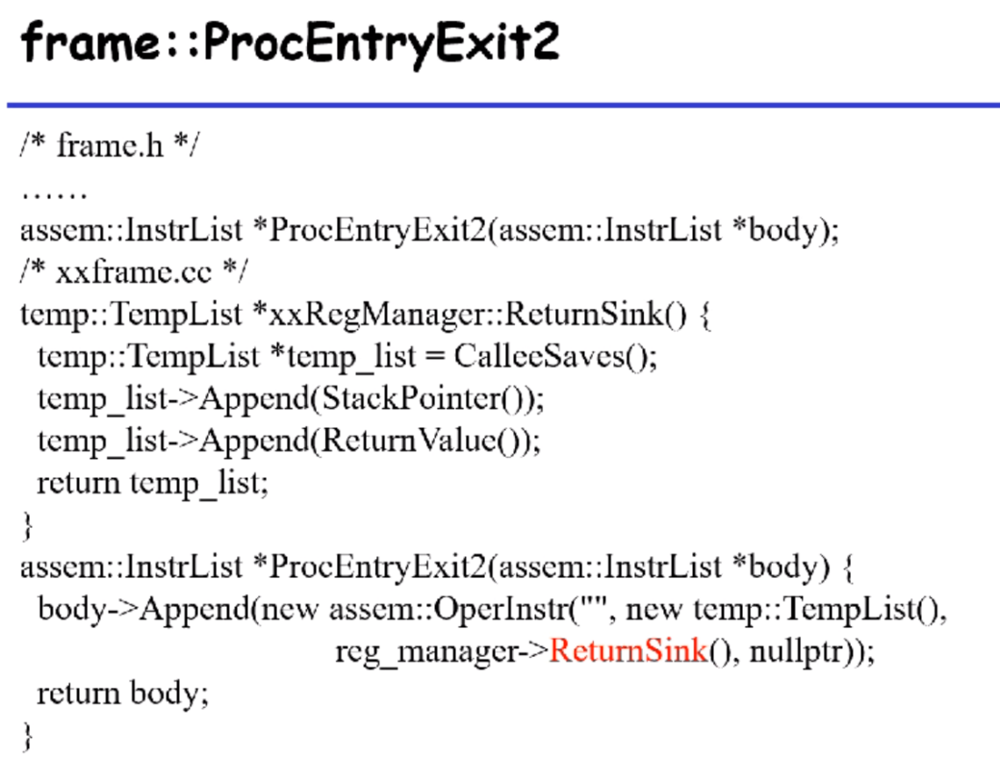 frame::ProcEntryExit2
/* frame.h */
......
assem::InstrList *ProcEntryExit2(assem::InstrList *body);
/* xxframe.cc */
temp::TempList *xxRegManager::ReturnSink() {
temp::TempList *temp_list = CalleeSaves();
temp_list->Append(StackPointer());
temp_list->Append(ReturnValue());
return temp_list;
}
assem::InstrList *ProcEntryExit2(assem::InstrList *body) {
body->Append(new assem::OperInstr("", new temp::TempList(),
reg_manager->ReturnSink(), nullptr));
return body;
}